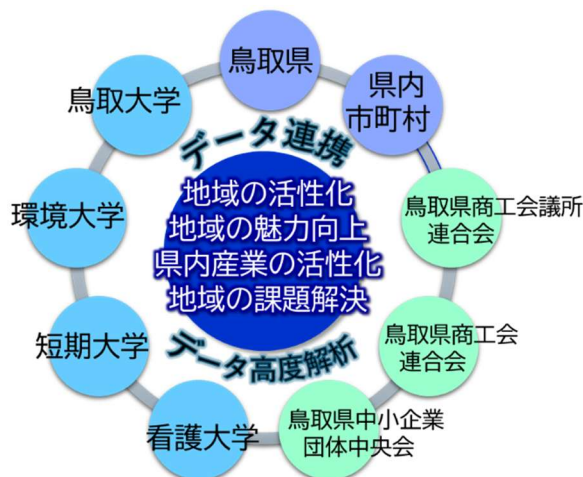 鳥取県
県内
市町村
鳥取大学
データ連携
地域の活性化
地域の魅力向上
県内産業の活性化
地域の課題解決
データ高度解析
鳥取県商工会議所
連合会
環境大学
鳥取県商工会
連合会
短期大学
鳥取県中小企業
団体中央会
看護大学